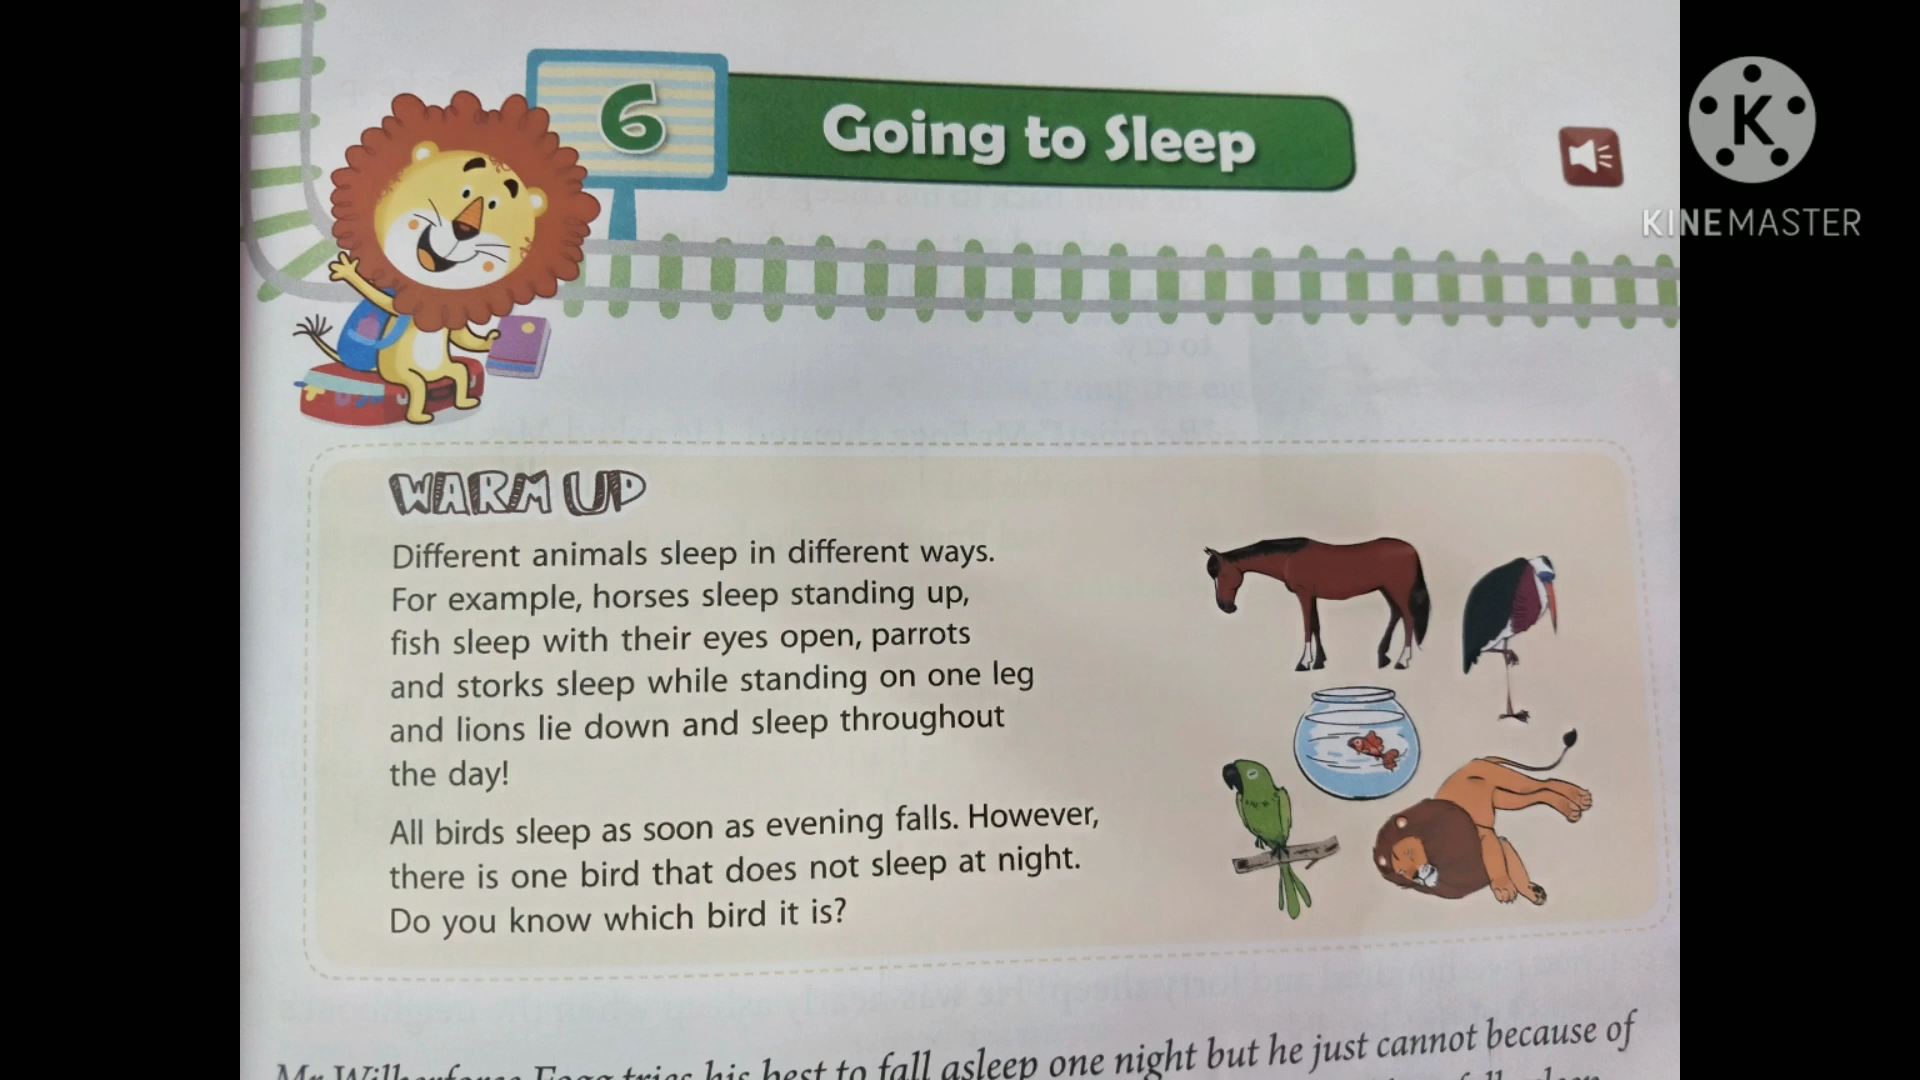 6
Going to Sleep
K
KINEMASTER
WARM UP
Different animals sleep in different ways.
For example, horses sleep standing up,
fish sleep with their eyes open, parrots
and storks sleep while standing on one leg
and lions lie down and sleep throughout
the day!
All birds sleep as soon as evening falls. However,
there is one bird that does not sleep at night.
Do you know which bird it is?
Mr Wilberforce Fogg tries his best to fall asleep one night but he just cannot because of